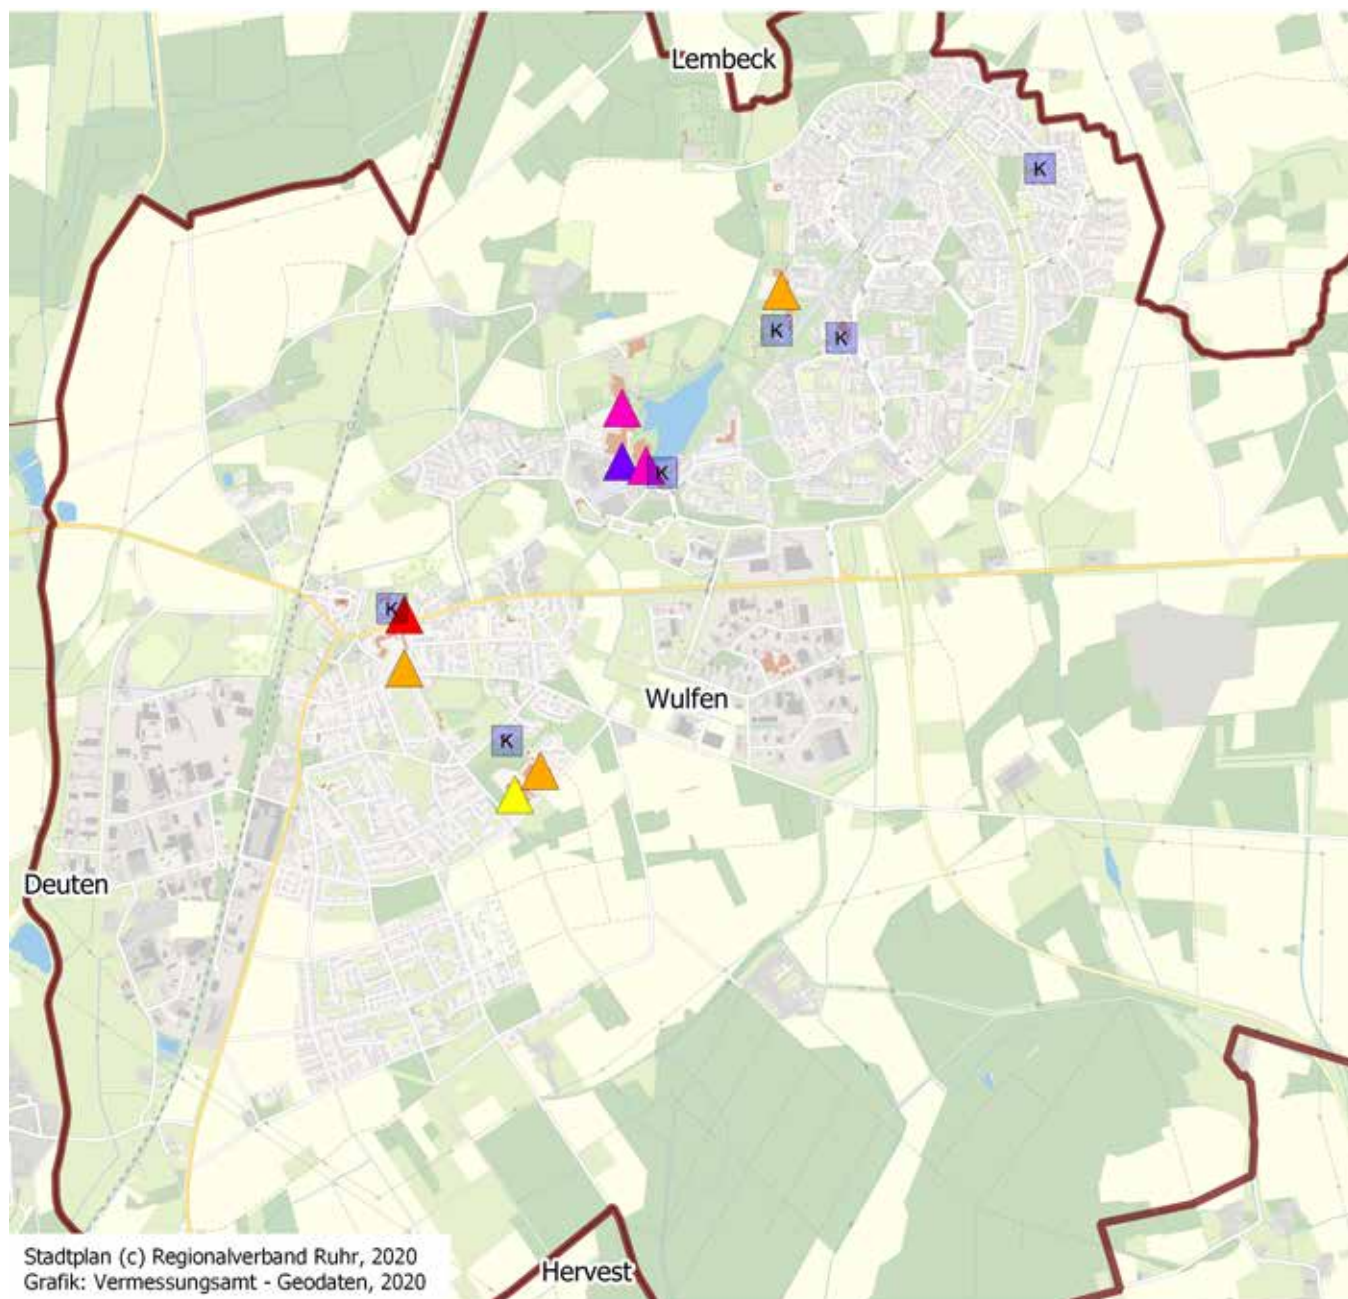 Lembeck
K
K
K
K
K
Wulfen
K
Deuten
Stadtplan (c) Regionalverband Ruhr, 2020
Grafik: Vermessungsamt - Geodaten, 2020
Hervest